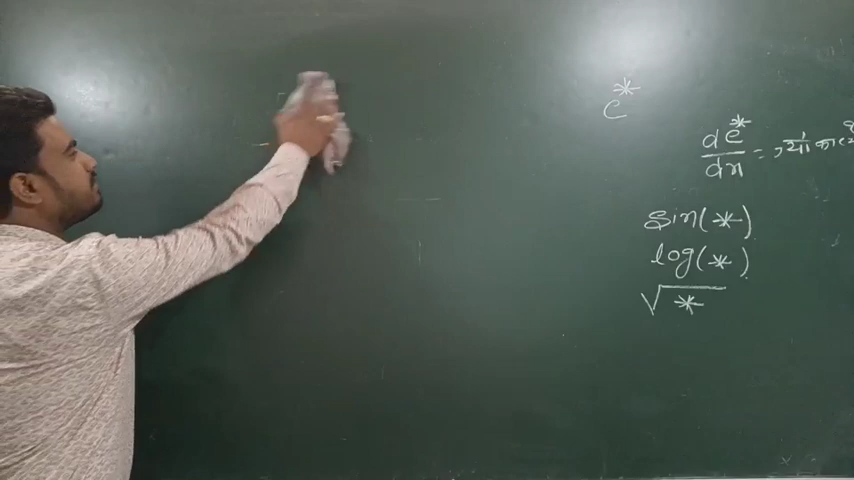 e^*
de^*/dx =
sin(*)
log(*)
√*